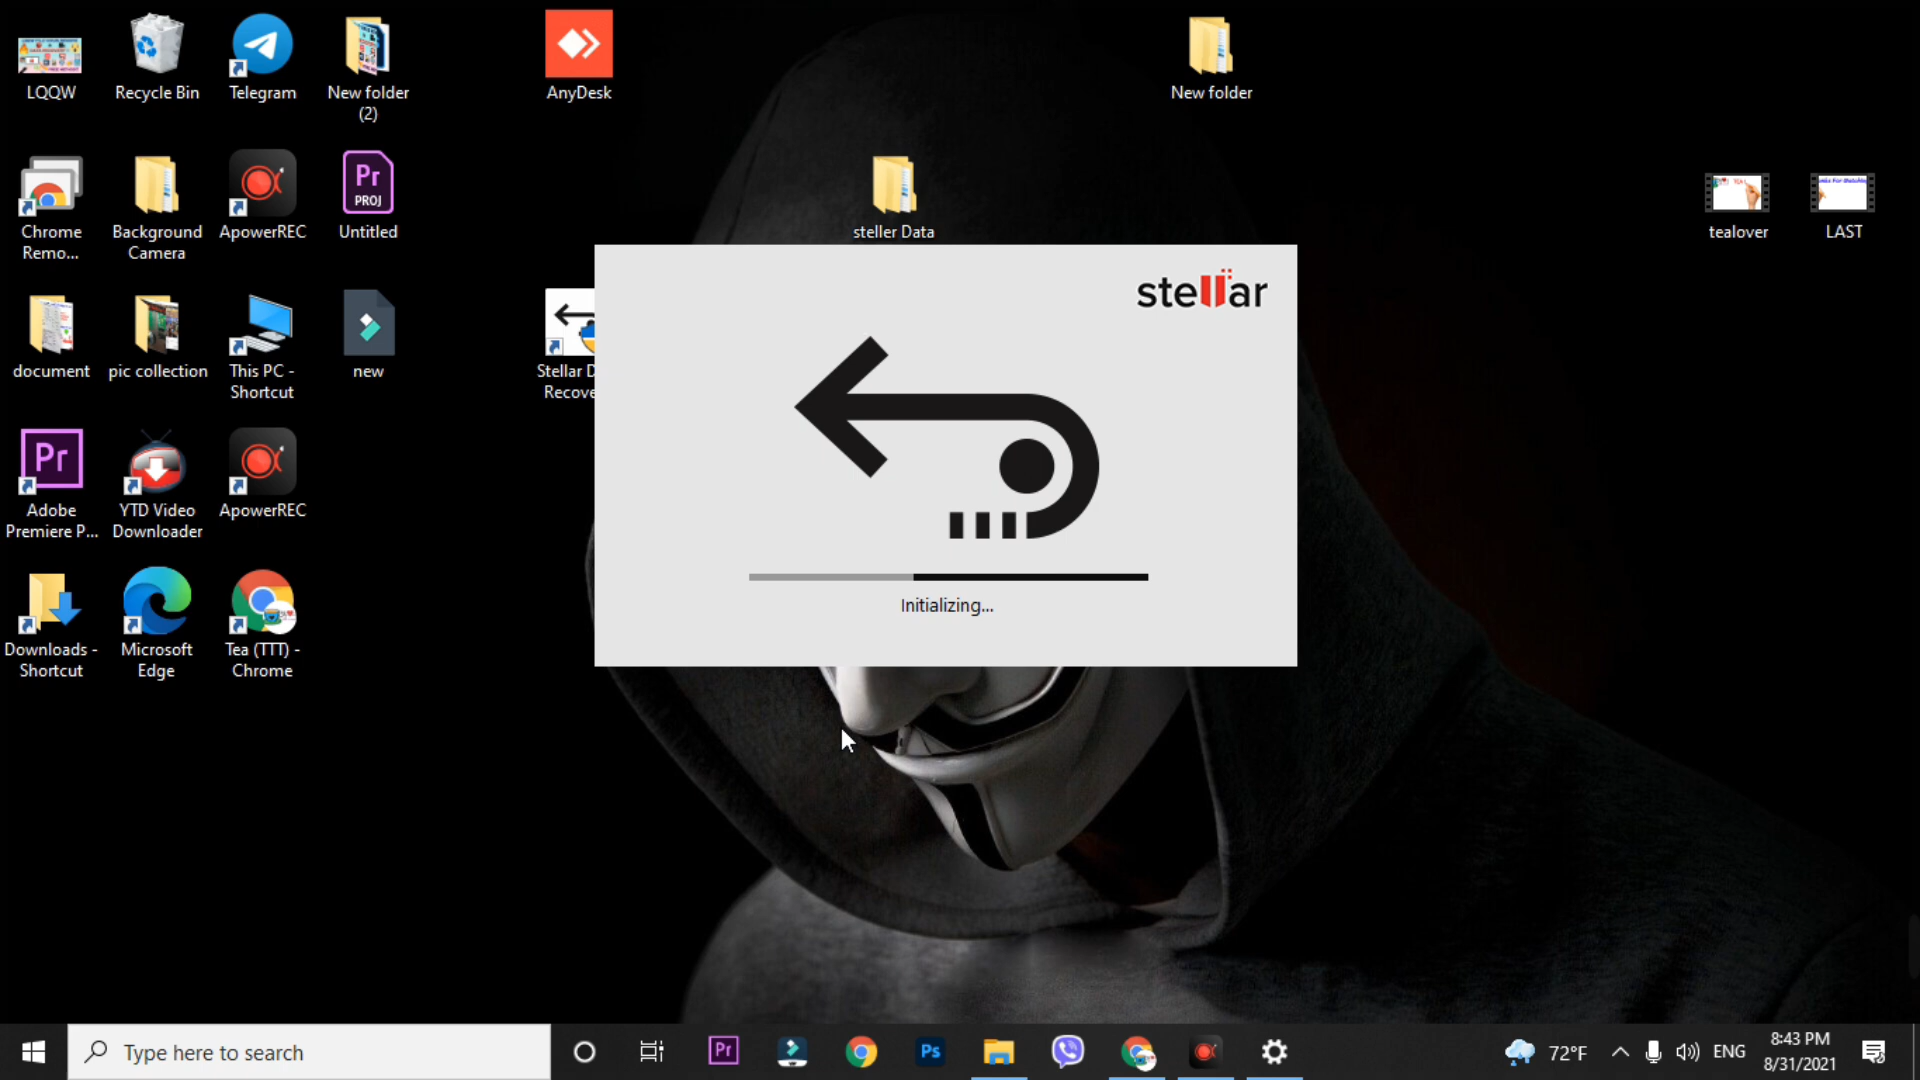 LQQW
Recycle Bin
Telegram
New folder
(2)
AnyDesk
New folder
Chrome
Remo...
Background
Camera
ApowerREC
Pr
PROJ
Untitled
steller Data
tealover
LAST
document
pic collection
This PC -
Shortcut
new
Stellar D
Recove
stellar
Initializing...
Pr
Adobe
Premiere P...
YTD Video
Downloader
ApowerREC
Downloads -
Shortcut
Microsoft
Edge
Tea (TTT) -
Chrome
Type here to search
Pr
Ps
72°F
ENG
8:43 PM
8/31/2021